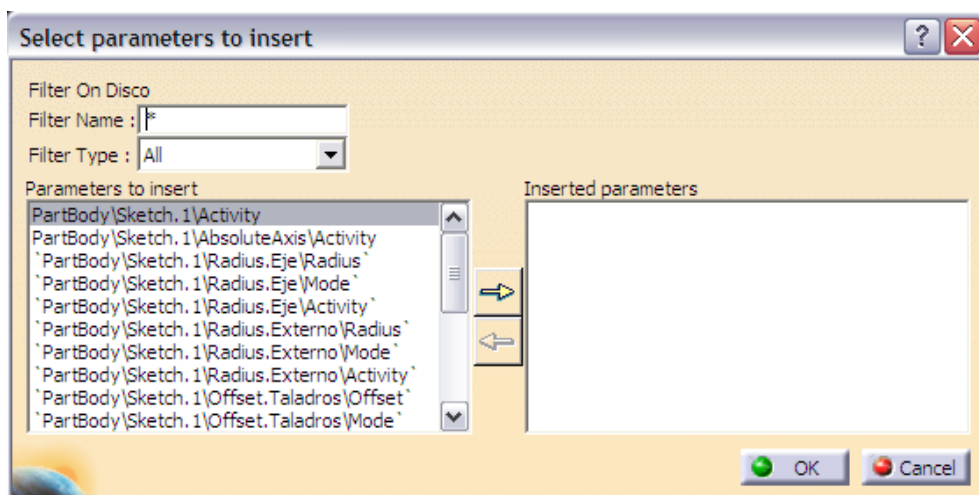 Select parameters to insert
Filter On Disco
Filter Name : *
Filter Type : All
Parameters to insert
PartBody\Sketch.1\Activity
PartBody\Sketch.1\AbsoluteAxis\Activity
`PartBody\Sketch.1\Radius.Eje\Radius`
`PartBody\Sketch.1\Radius.Eje\Mode`
`PartBody\Sketch.1\Radius.Eje\Activity`
`PartBody\Sketch.1\Radius.Externo\Radius`
`PartBody\Sketch.1\Radius.Externo\Mode`
`PartBody\Sketch.1\Radius.Externo\Activity`
`PartBody\Sketch.1\Offset.Taladros\Offset`
`PartBody\Sketch.1\Offset.Taladros\Mode`
Inserted parameters
OK
Cancel